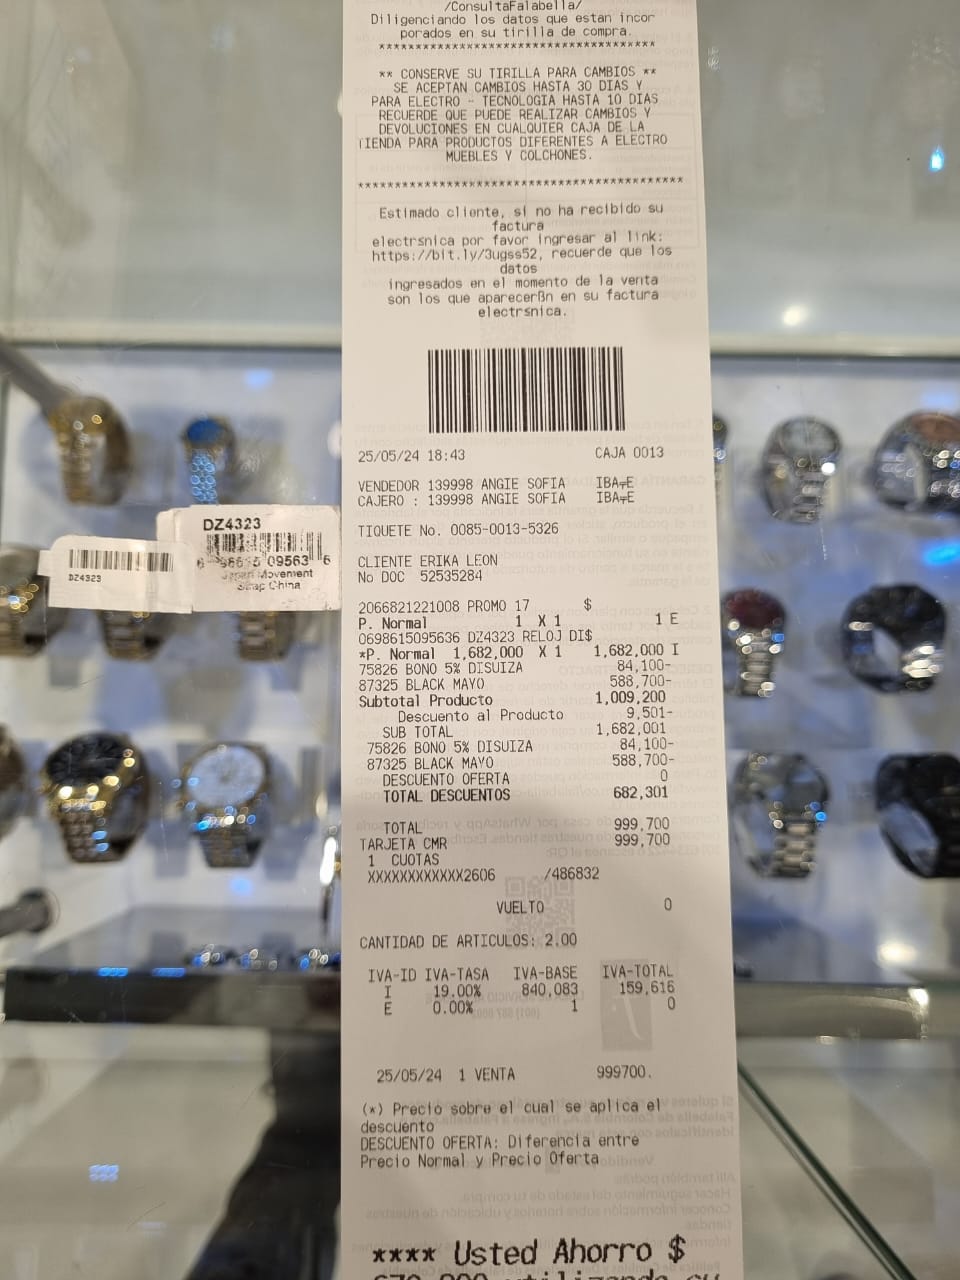 /ConsultaFalabella/
Diligenciando los datos que estan incor
porados en su tirilla de compra.
****************************************
** CONSERVE SU TIRILLA PARA CAMBIOS **
SE ACEPTAN CAMBIOS HASTA 30 DIAS Y
PARA ELECTRO - TECNOLOGIA HASTA 10 DIAS
RECUERDE QUE PUEDE REALIZAR CAMBIOS Y
DEVOLUCIONES EN CUALQUIER CAJA DE LA
TIENDA PARA PRODUCTOS DIFERENTES A ELECTRO
MUEBLES Y COLCHONES.
****************************************
Estimado cliente, si no ha recibido su
factura
electrsnica por favor ingresar al link:
https://bit.ly/3ugss52, recuerde que los
datos
ingresados en el momento de la venta
son los que aparecerßn en su factura
electrsnica.
25/05/24 18:43 CAJA 0013
VENDEDOR 139998 ANGIE SOFIA IBA╤E
CAJERO : 139998 ANGIE SOFIA IBA╤E
TIQUETE No. 0085-0013-5326
CLIENTE ERIKA LEON
No DOC 52535284
2066821221008 PROMO 17 $
P. Normal 1 X 1 1 E
0698615095636 DZ4323 RELOJ DI$
*P. Normal 1,682,000 X 1 1,682,000 I
75826 BONO 5% DISUIZA 84,100-
87325 BLACK MAYO 588,700-
Subtotal Producto 1,009,200
Descuento al Producto 9,501-
SUB TOTAL 1,682,001
75826 BONO 5% DISUIZA 84,100-
87325 BLACK MAYO 588,700-
DESCUENTO OFERTA 0
TOTAL DESCUENTOS 682,301
TOTAL 999,700
TARJETA CMR 999,700
1 CUOTAS
XXXXXXXXXXXX2606 /486832
VUELTO 0
CANTIDAD DE ARTICULOS: 2.00
IVA-ID IVA-TASA IVA-BASE IVA-TOTAL
I 19.00% 840,083 159,616
E 0.00% 1 0
25/05/24 1 VENTA 999700.
(*) Precio sobre el cual se aplica el
descuento
DESCUENTO OFERTA: Diferencia entre
Precio Normal y Precio Oferta
**** Usted Ahorro $
DZ4323
09563 6
Japan Movement
Strap China
DZ4323